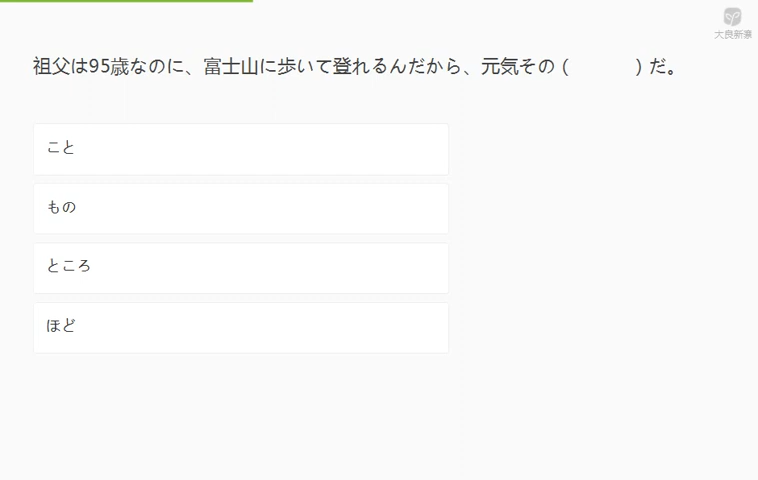 大良新寨
祖父は95歳なのに、富士山に歩いて登れるんだから、元気その（　　　）だ。
こと
もの
ところ
ほど